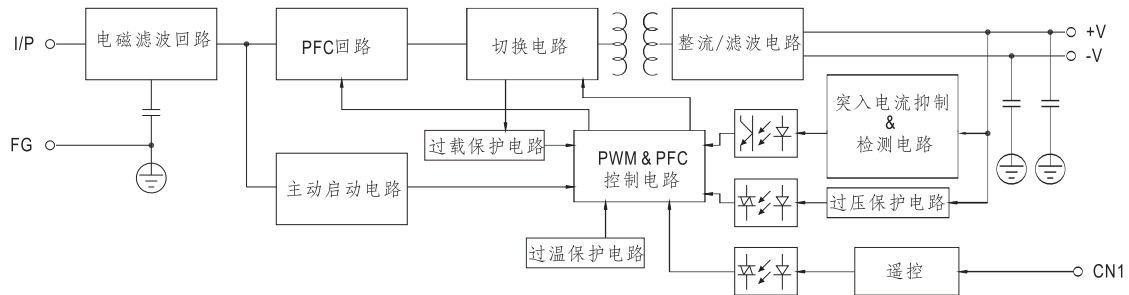 I/P
电磁滤波回路
PFC回路
切换电路
整流/滤波电路
+V
-V
突入电流抑制
&
检测电路
FG
过载保护电路
PWM & PFC
控制电路
主动启动电路
过压保护电路
过温保护电路
遥控
CN1